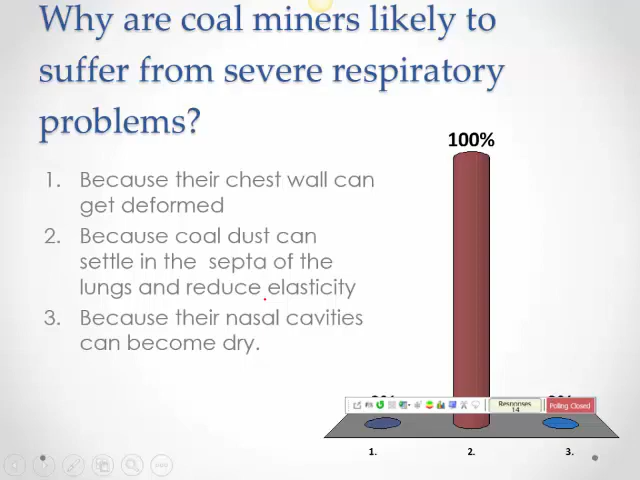 Why are coal miners likely to
suffer from severe respiratory
problems?
1. Because their chest wall can
get deformed
2. Because coal dust can
settle in the septa of the
lungs and reduce elasticity
3. Because their nasal cavities
can become dry.
100%
Responses
14
Polling Closed
1. 2. 3.